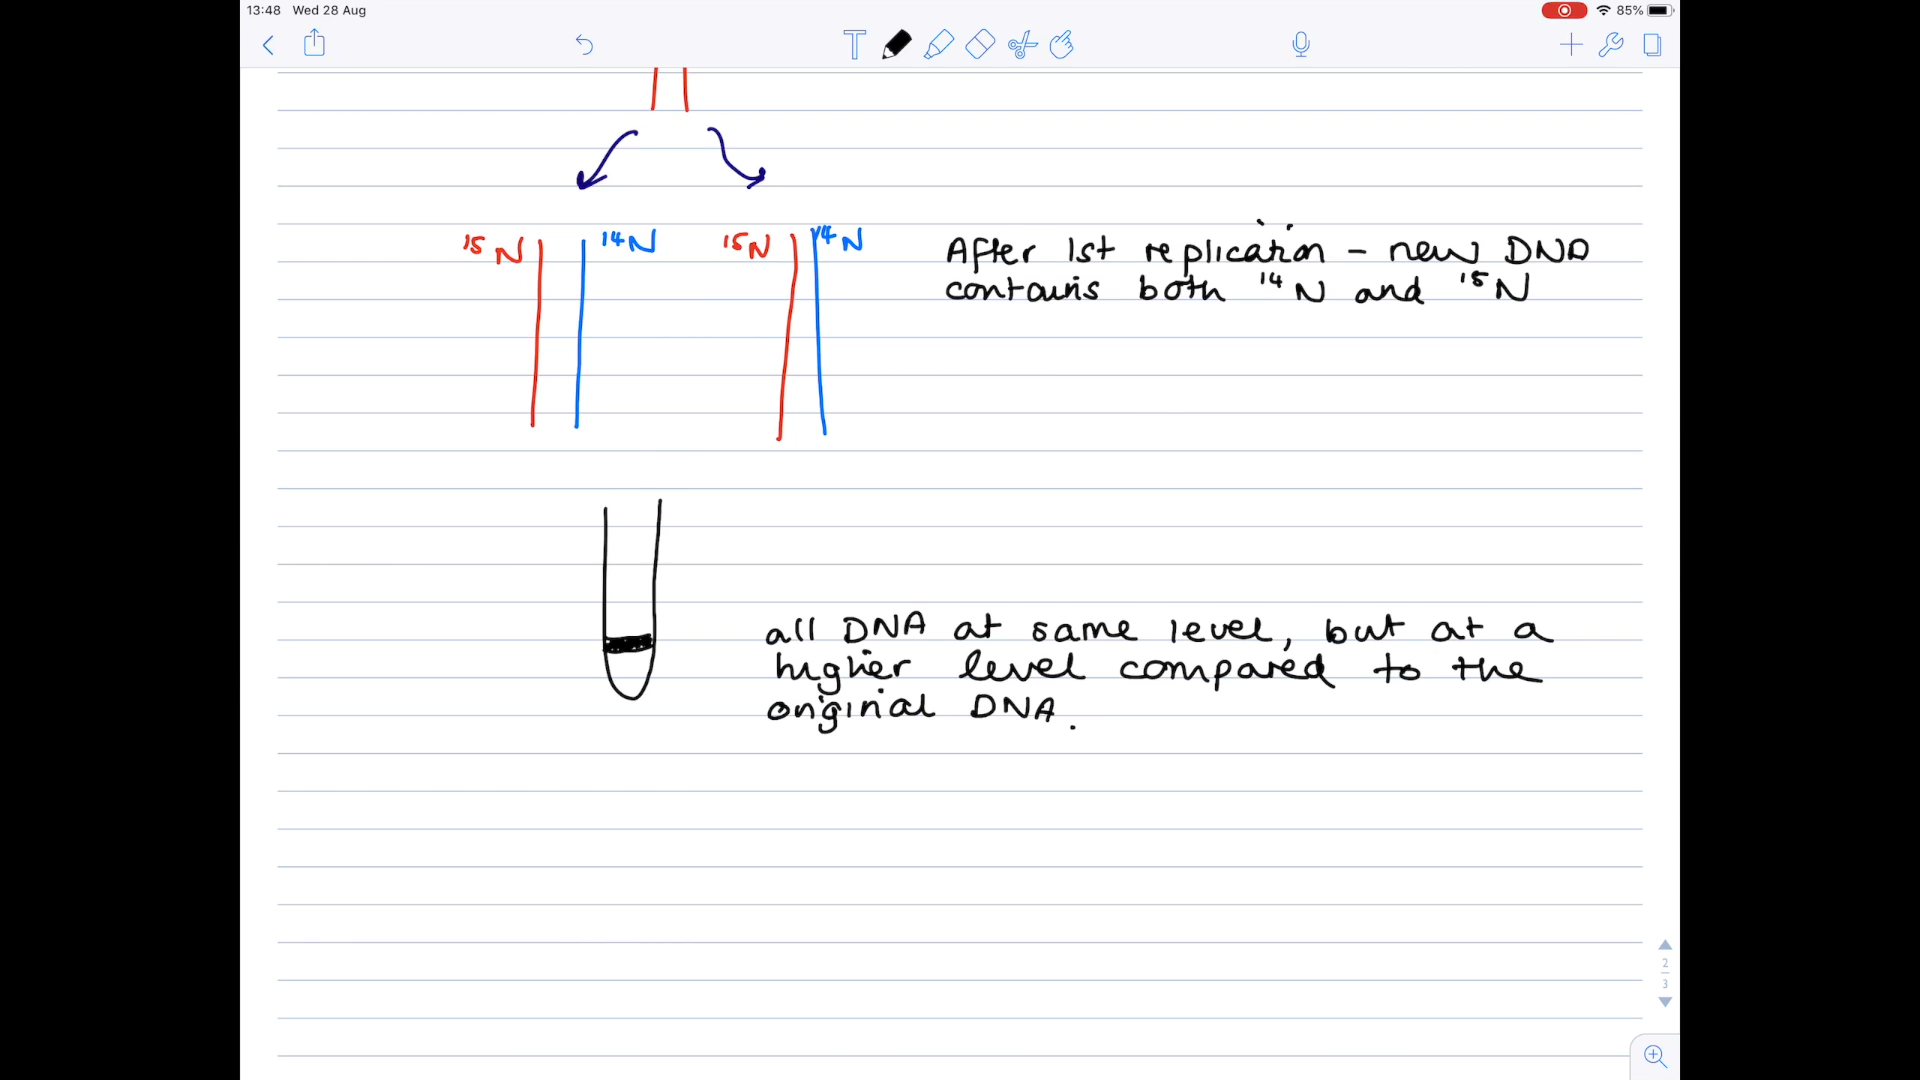 13:48 Wed 28 Aug
85%
T
¹⁵N ¹⁴N ¹⁵N ¹⁴N
After 1st replication – new DNA
contains both ¹⁴N and ¹⁵N
all DNA at same level, but at a
higher level compared to the
original DNA.
2
3